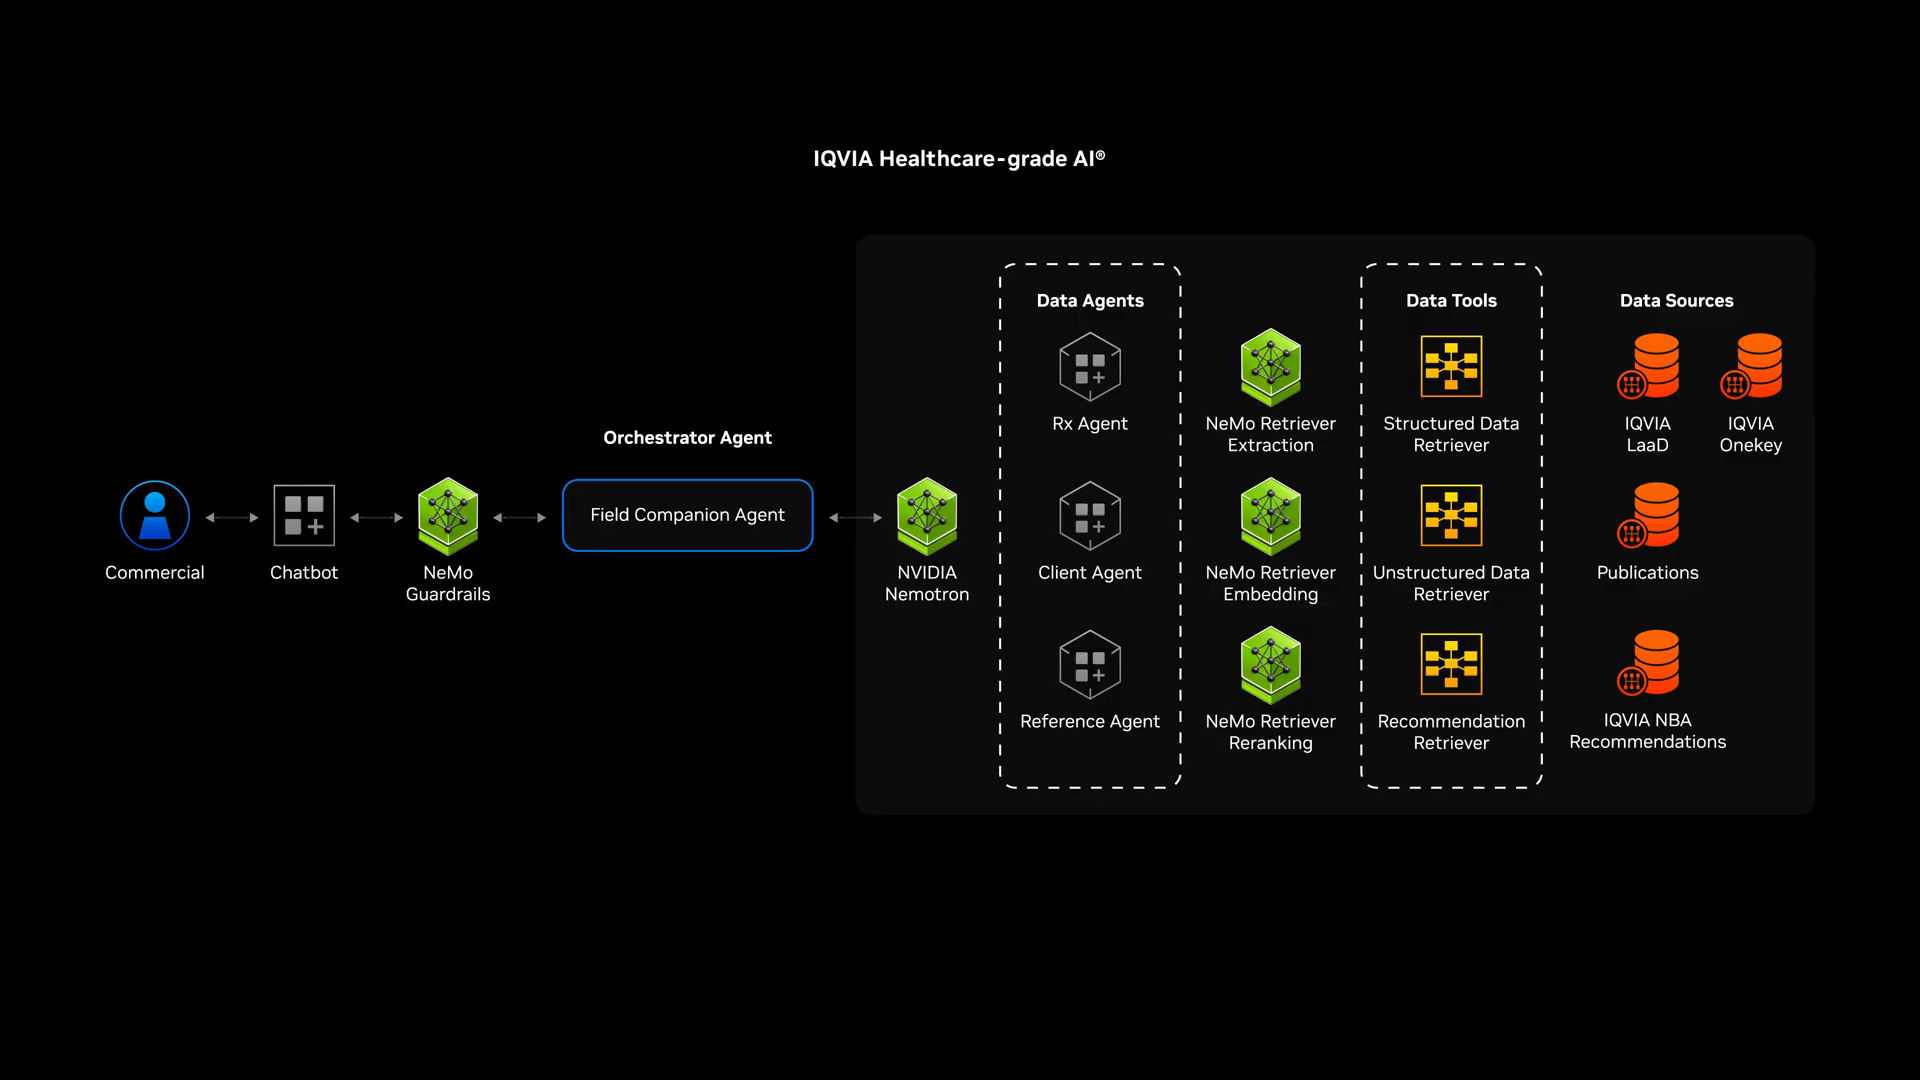 IQVIA Healthcare-grade AI®
Orchestrator Agent
Commercial
Chatbot
NeMo
Guardrails
Field Companion Agent
NVIDIA
Nemotron
Data Agents
Rx Agent
Client Agent
Reference Agent
NeMo Retriever
Extraction
NeMo Retriever
Embedding
NeMo Retriever
Reranking
Data Tools
Structured Data
Retriever
Unstructured Data
Retriever
Recommendation
Retriever
Data Sources
IQVIA
LaaD
IQVIA
Onekey
Publications
IQVIA NBA
Recommendations